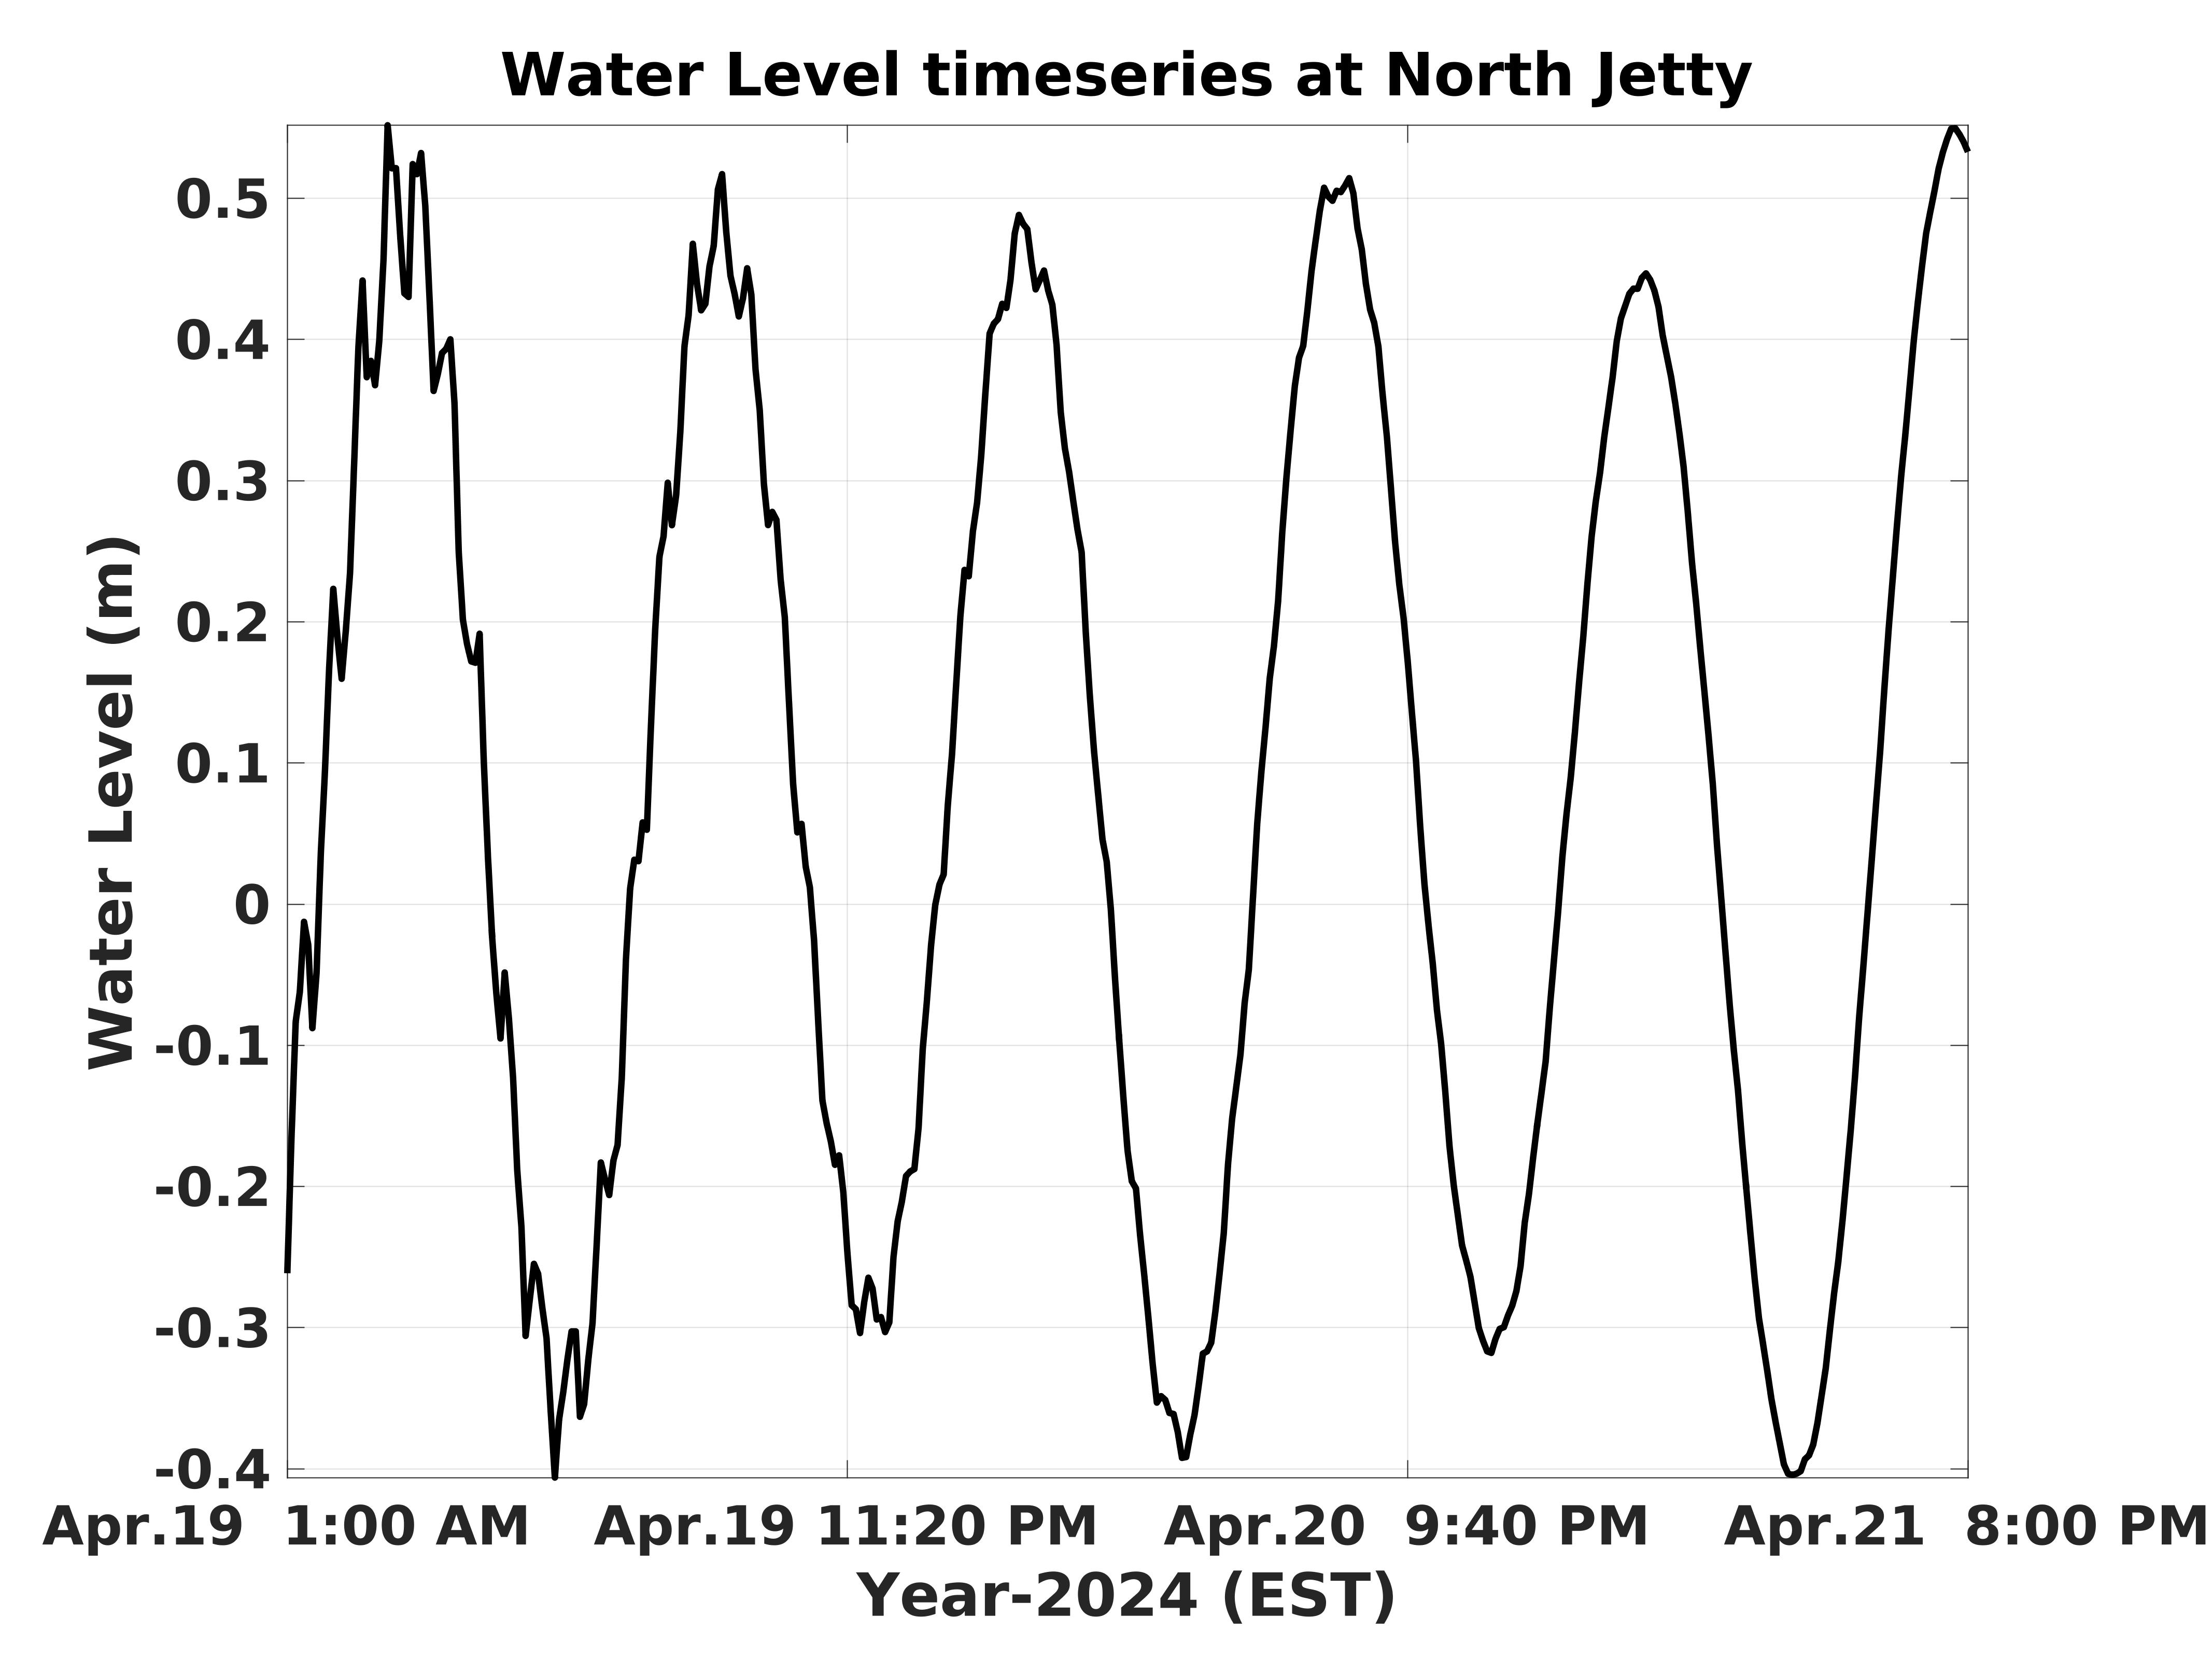 Water Level timeseries at North Jetty
0.5
0.4
0.3
0.2
0.1
0
-0.1
-0.2
-0.3
-0.4
Water Level (m)
Apr.19 1:00 AM Apr.19 11:20 PM Apr.20 9:40 PM Apr.21 8:00 PM
Year-2024 (EST)